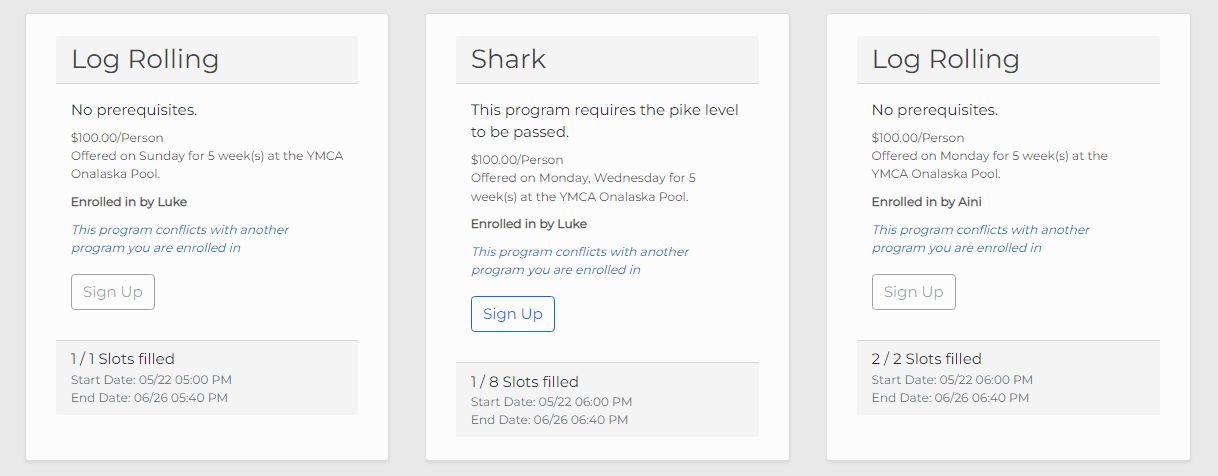 Log Rolling
No prerequisites.
$100.00/Person
Offered on Sunday for 5 week(s) at the YMCA
Onalaska Pool.
Enrolled in by Luke
This program conflicts with another
program you are enrolled in
Sign Up
1 / 1 Slots filled
Start Date: 05/22 05:00 PM
End Date: 06/26 05:40 PM
Shark
This program requires the pike level
to be passed.
$100.00/Person
Offered on Monday, Wednesday for 5
week(s) at the YMCA Onalaska Pool.
Enrolled in by Luke
This program conflicts with another
program you are enrolled in
Sign Up
1 / 8 Slots filled
Start Date: 05/22 06:00 PM
End Date: 06/26 06:40 PM
Log Rolling
No prerequisites.
$100.00/Person
Offered on Monday for 5 week(s) at the
YMCA Onalaska Pool.
Enrolled in by Aini
This program conflicts with another
program you are enrolled in
Sign Up
2 / 2 Slots filled
Start Date: 05/22 06:00 PM
End Date: 06/26 06:40 PM